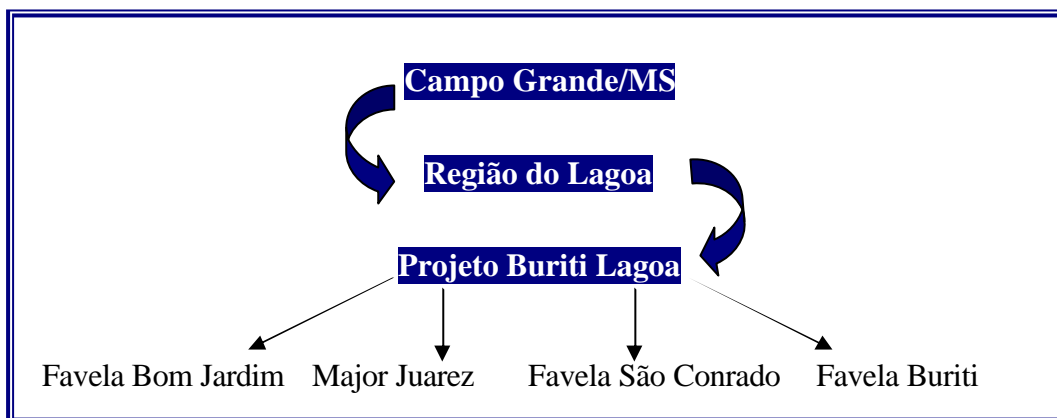 Campo Grande/MS
Região do Lagoa
Projeto Buriti Lagoa
Favela Bom Jardim Major Juarez Favela São Conrado Favela Buriti